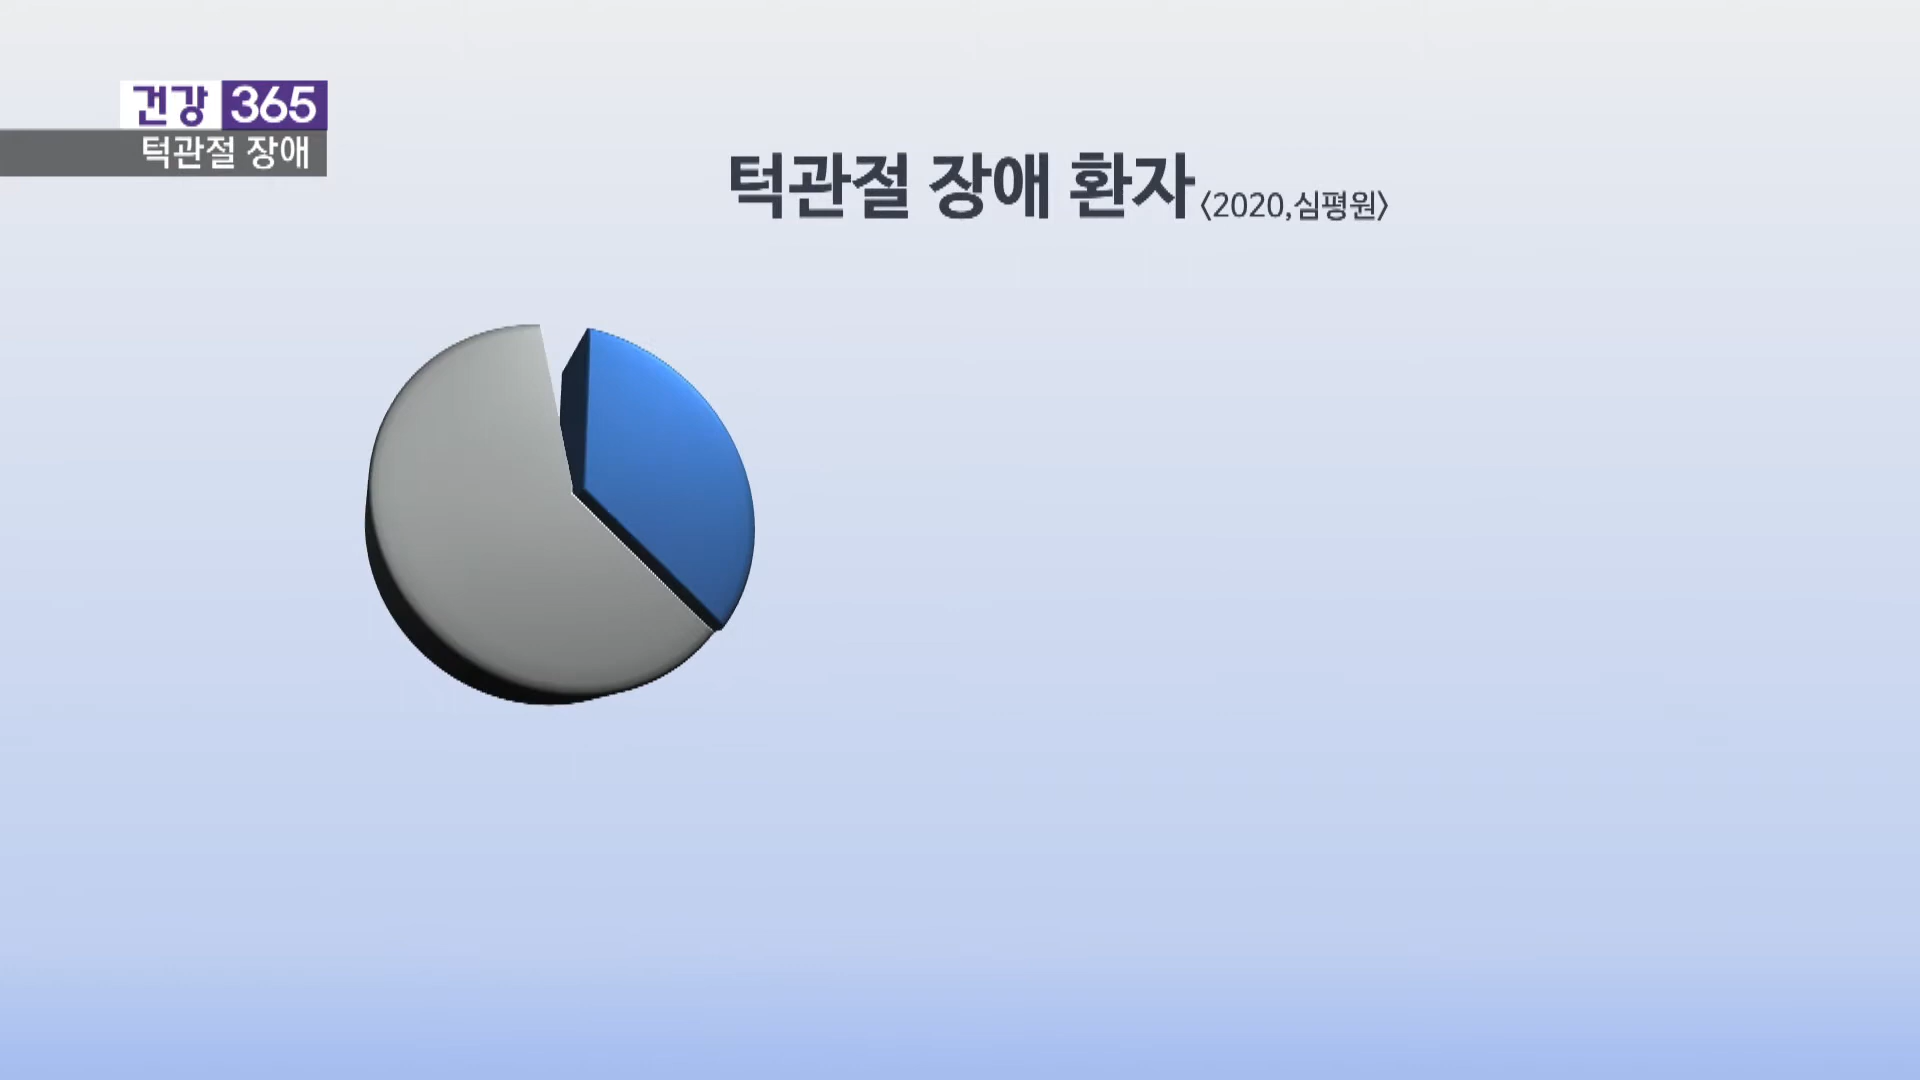 건강 365
턱관절 장애
턱관절 장애 환자 〈2020,심평원〉